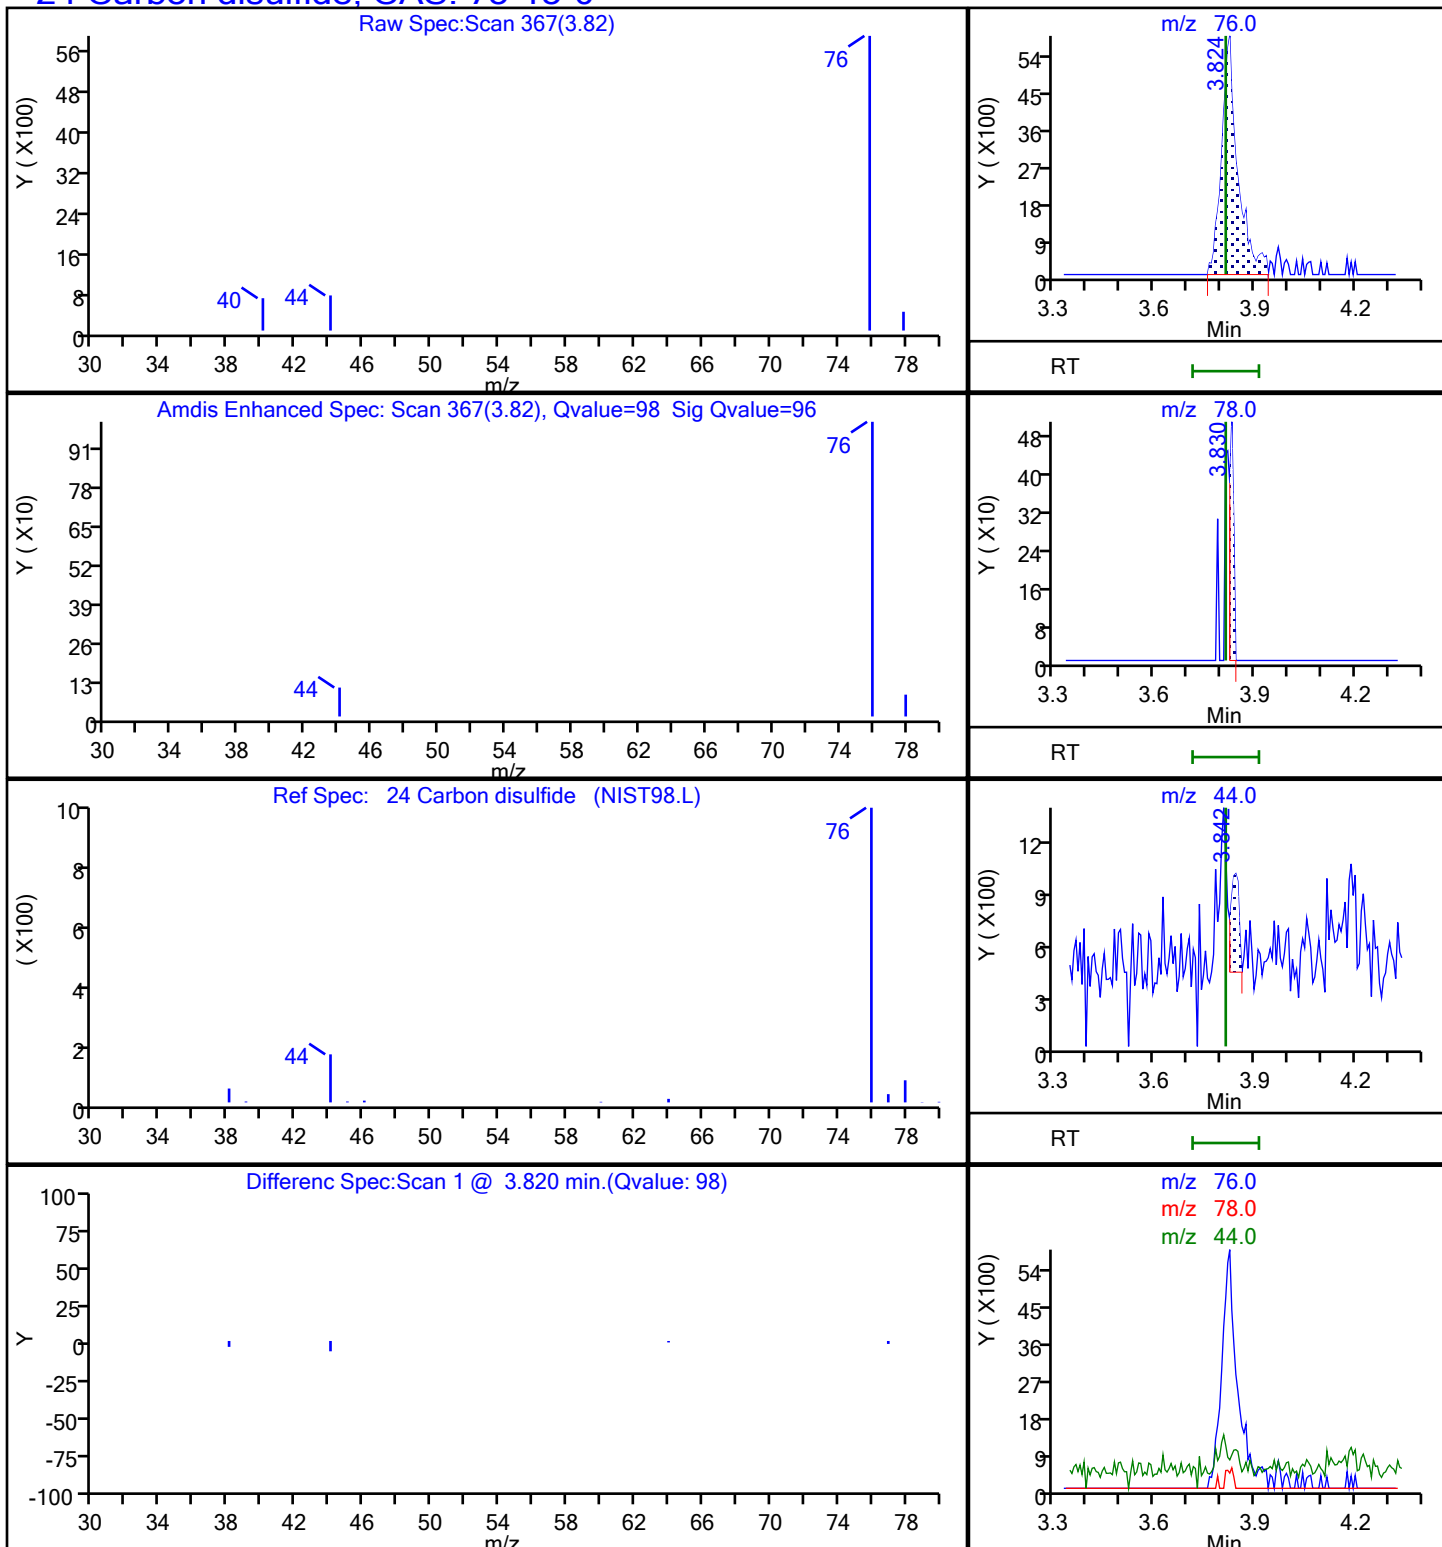 24 Carbon disulfide, CAS: 75-15-0
Raw Spec:Scan 367(3.82)
Y ( X100)
56
48
40
32
24
16
8
0
76
40
44
30 34 38 42 46 50 54 58 62 66 70 74 78
m/z
m/z 76.0
Y ( X100)
54
45
36
27
18
9
0
3.824
3.3 3.6 3.9 4.2
Min
RT
Amdis Enhanced Spec: Scan 367(3.82), Qvalue=98 Sig Qvalue=96
Y ( X10)
91
78
65
52
39
26
13
0
76
44
30 34 38 42 46 50 54 58 62 66 70 74 78
m/z
m/z 78.0
Y ( X10)
48
40
32
24
16
8
0
3.830
3.3 3.6 3.9 4.2
Min
RT
Ref Spec: 24 Carbon disulfide (NIST98.L)
( X100)
10
8
6
4
2
0
76
44
30 34 38 42 46 50 54 58 62 66 70 74 78
m/z 44.0
Y ( X100)
12
9
6
3
0
3.842
3.3 3.6 3.9 4.2
Min
RT
Differenc Spec:Scan 1 @ 3.820 min.(Qvalue: 98)
Y
100
75
50
25
0
-25
-50
-75
-100
30 34 38 42 46 50 54 58 62 66 70 74 78
m/z
m/z 76.0
m/z 78.0
m/z 44.0
Y ( X100)
54
45
36
27
18
9
0
3.3 3.6 3.9 4.2
Min